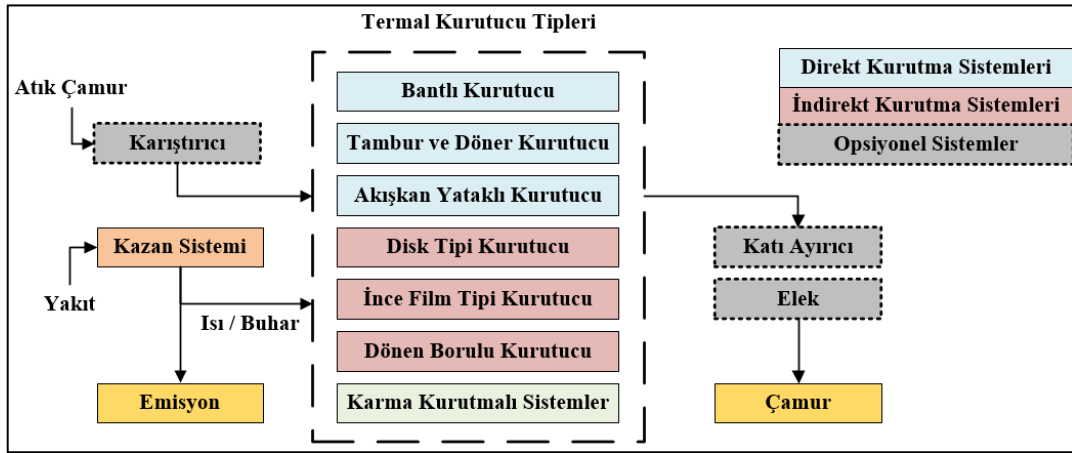 Termal Kurutucu Tipleri
Atık Çamur
Karıştırıcı
Kazan Sistemi
Yakıt
Isı / Buhar
Emisyon
Bantlı Kurutucu
Tambur ve Döner Kurutucu
Akışkan Yataklı Kurutucu
Disk Tipi Kurutucu
İnce Film Tipi Kurutucu
Dönen Borulu Kurutucu
Karma Kurutmalı Sistemler
Direkt Kurutma Sistemleri
İndirekt Kurutma Sistemleri
Opsiyonel Sistemler
Katı Ayırıcı
Elek
Çamur